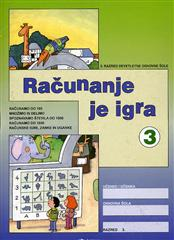 3. RAZRED DEVETLETNE OSNOVNE ŠOLE
Računanje
je igra
3
RAČUNAMO DO 100
MNOŽIMO IN DELIMO
SPOZNAVAMO ŠTEVILA DO 1000
RAČUNAMO DO 1000
RAČUNSKE IGRE, ZANKE IN UGANKE
UČENEC / UČENKA
OSNOVNA ŠOLA
RAZRED 3.